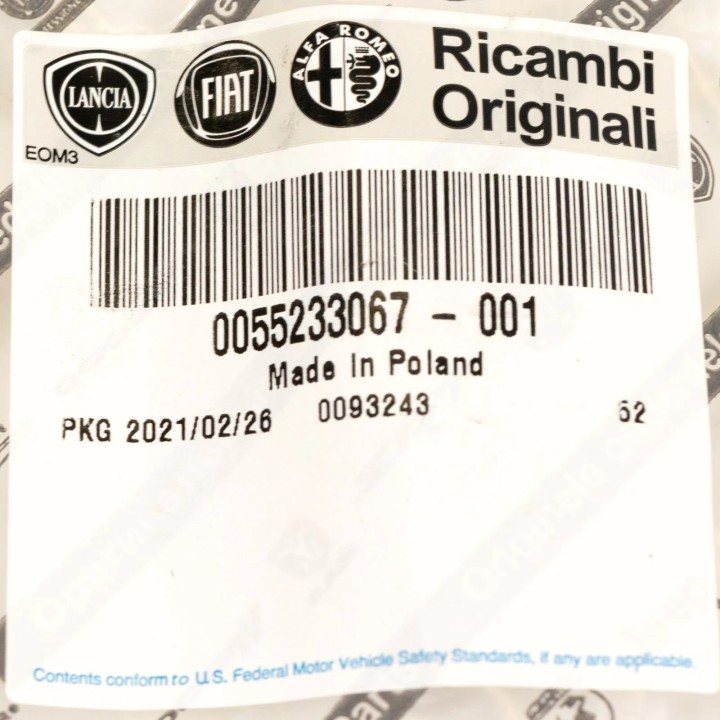 LANCIA
FIAT
ALFA ROMEO
Ricambi
Originali
EOM3
0055233067 - 001
Made In Poland
PKG 2021/02/26 0093243 62
Contents conform to U.S. Federal Motor Vehicle Safety Standards, if any are applicable.